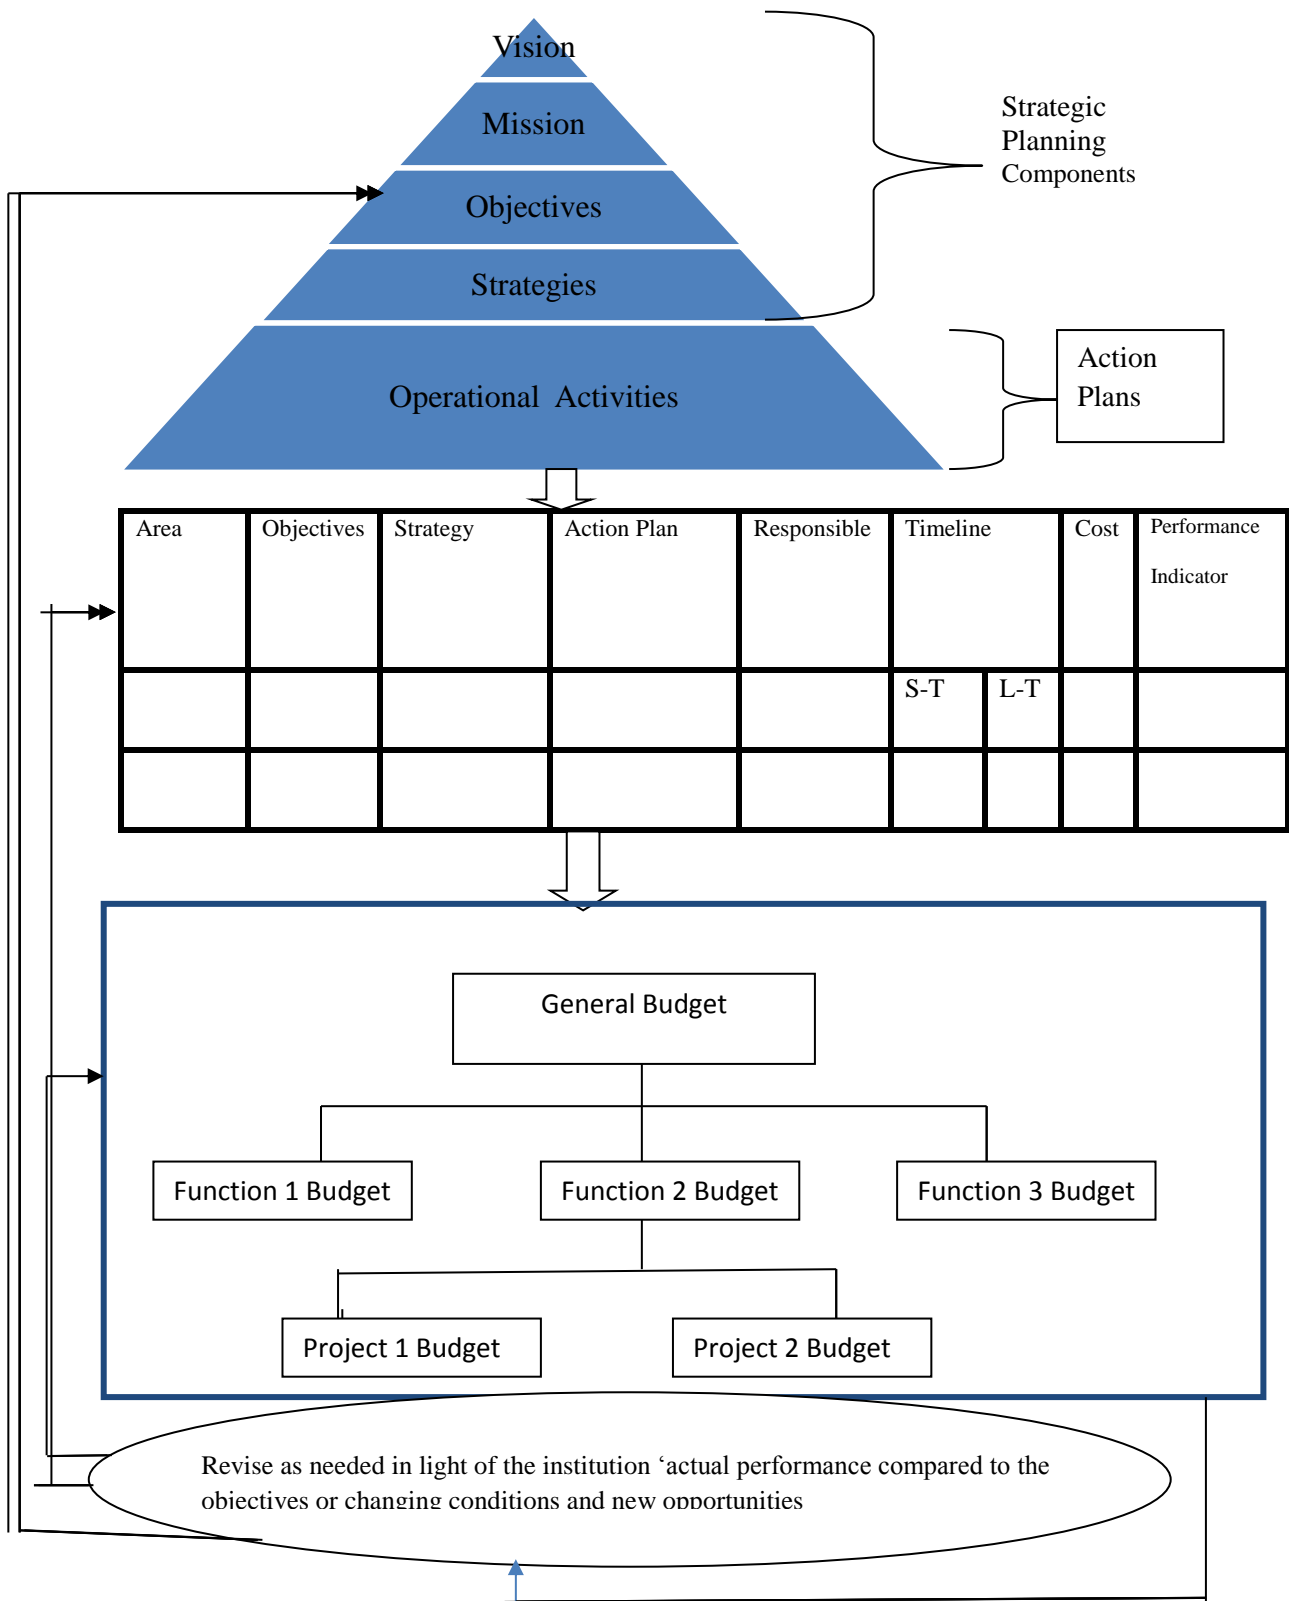 Vision
Mission
Objectives
Strategies
Operational Activities
Strategic
Planning
Components
Action
Plans
Area
Objectives
Strategy
Action Plan
Responsible
Timeline
Cost
Performance
Indicator
S-T
L-T
General Budget
Function 1 Budget
Function 2 Budget
Function 3 Budget
Project 1 Budget
Project 2 Budget
Revise as needed in light of the institution ‘actual performance compared to the
objectives or changing conditions and new opportunities